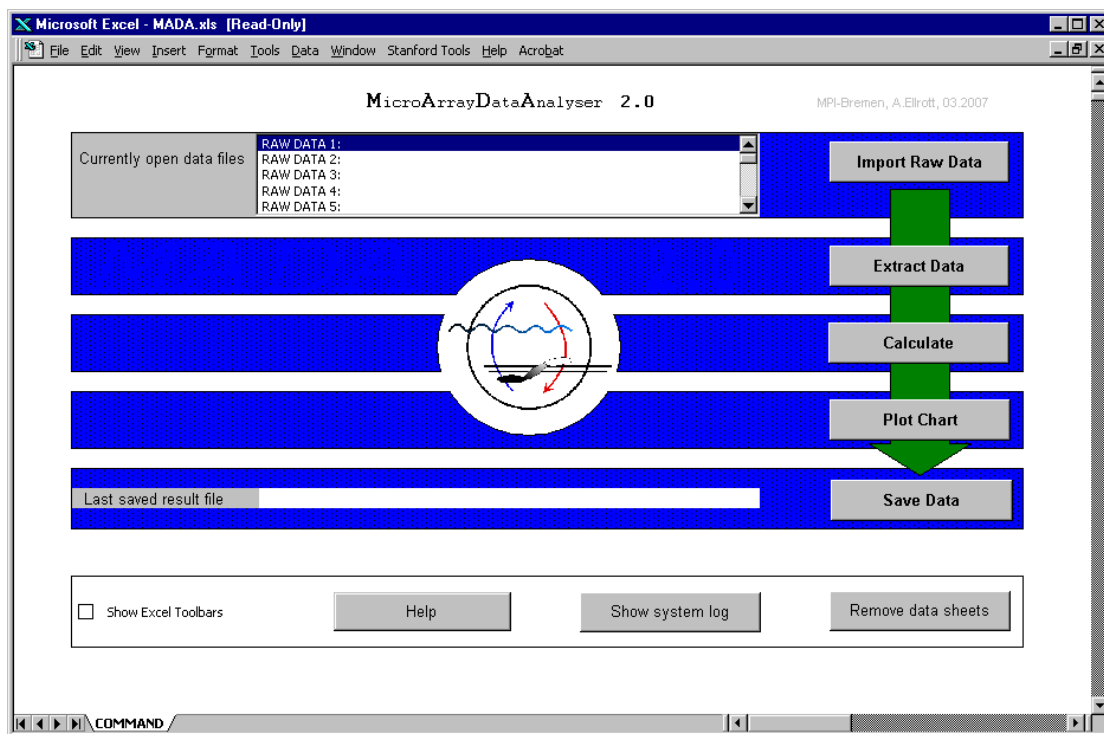 Microsoft Excel - MADA.xls [Read-Only]
File Edit View Insert Format Tools Data Window Stanford Tools Help Acrobat
MicroArrayDataAnalyser 2.0
MPI-Bremen, A.Ellrott, 03.2007
Currently open data files
RAW DATA 1:
RAW DATA 2:
RAW DATA 3:
RAW DATA 4:
RAW DATA 5:
Import Raw Data
Extract Data
Calculate
Plot Chart
Last saved result file
Save Data
Show Excel Toolbars
Help
Show system log
Remove data sheets
COMMAND